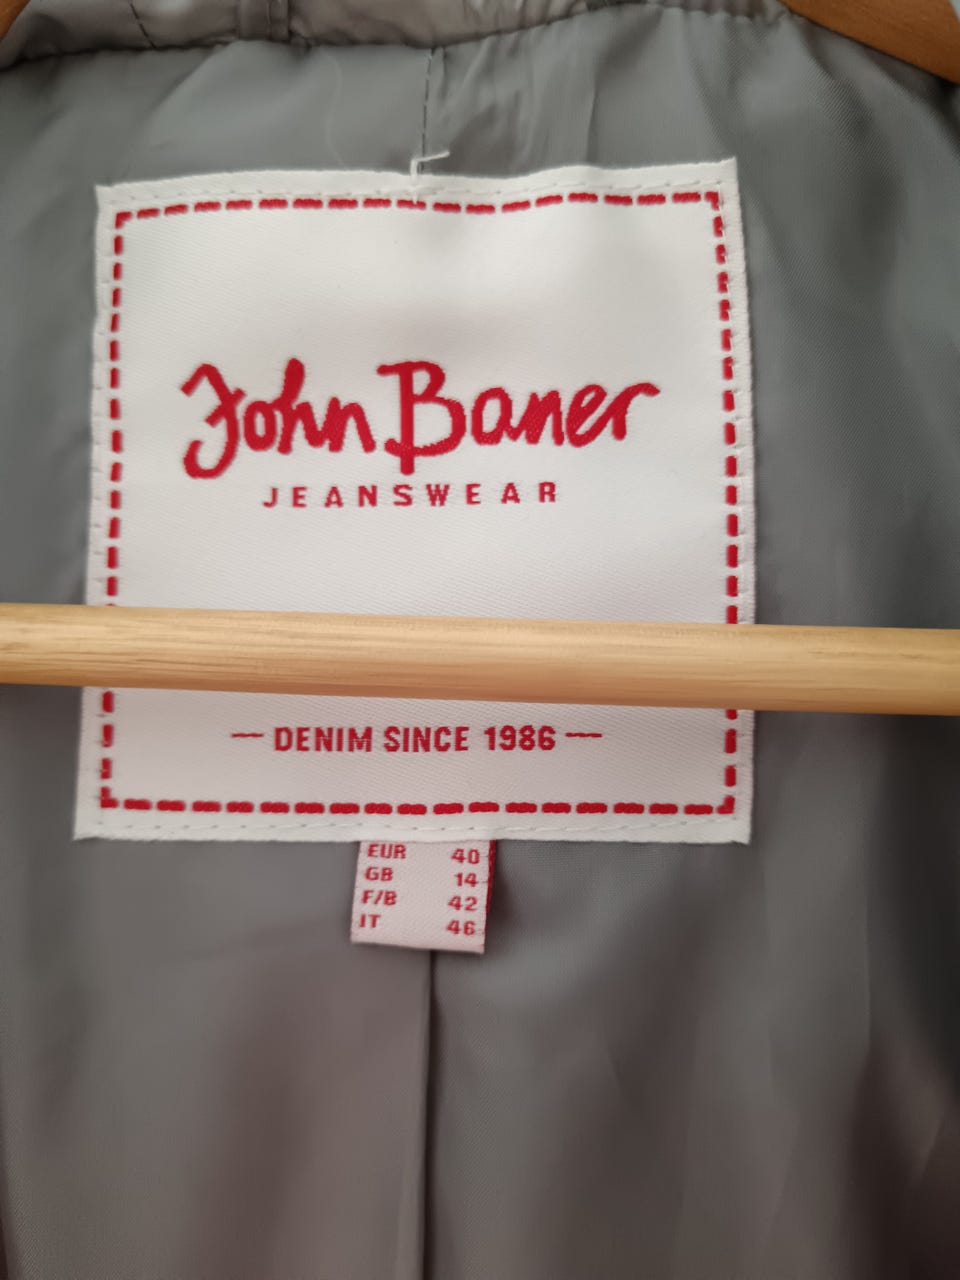 John Baner
JEANSWEAR
DENIM SINCE 1986
EUR 40
GB 14
F/B 42
IT 46